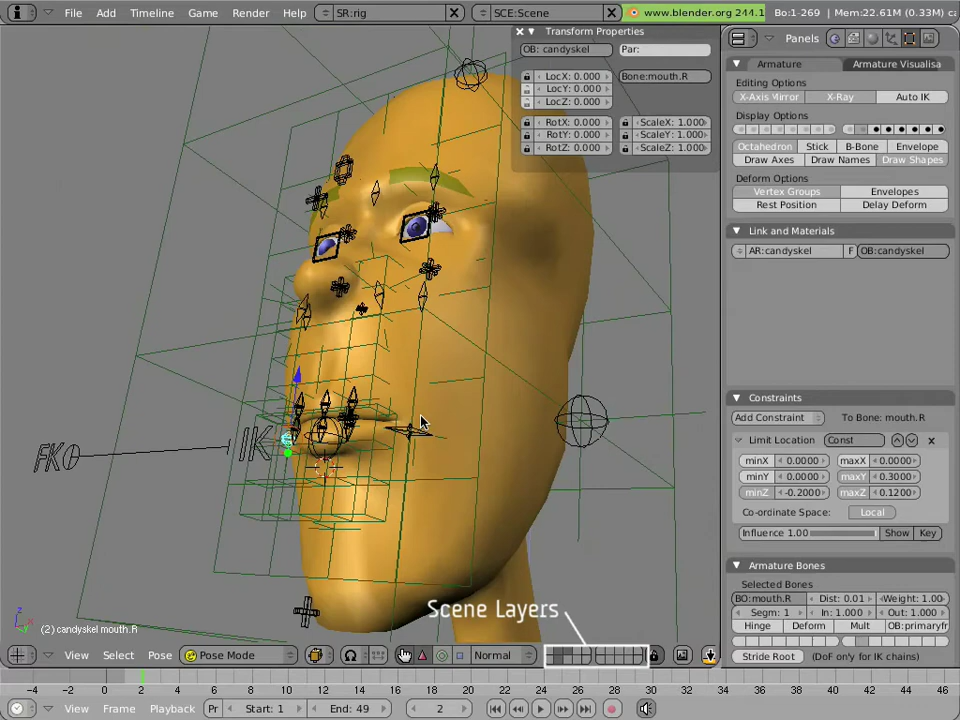 File Add Timeline Game Render Help SR:rig SCE:Scene www.blender.org 244.1 Bo:1-269 | Mem:22.61M (0.33M)
Transform Properties
OB: candyskel Par:
LocX: 0.000 Bone:mouth.R
LocY: 0.000
LocZ: 0.000
RotX: 0.000 ScaleX: 1.000
RotY: 0.000 ScaleY: 1.000
RotZ: 0.000 ScaleZ: 1.000
Panels
Armature Armature Visualisa
Editing Options
X-Axis Mirror X-Ray Auto IK
Display Options
Octahedron Stick B-Bone Envelope
Draw Axes Draw Names Draw Shapes
Deform Options
Vertex Groups Envelopes
Rest Position Delay Deform
Link and Materials
AR:candyskel F OB:candyskel
Constraints
Add Constraint To Bone: mouth.R
Limit Location Const
minX 0.0000 maxX 0.0000
minY 0.0000 maxY 0.3000
minZ -0.2000 maxZ 0.1200
Co-ordinate Space: Local
Influence 1.00 Show Key
Armature Bones
Selected Bones
BO:mouth.R Dist: 0.01 Weight: 1.00
Segm: 1 In: 1.000 Out: 1.000
Hinge Deform Mult OB:primaryfr
Stride Root (DoF only for IK chains)
FK IK
Scene Layers
z
(2) candyskel mouth.R
View Select Pose Pose Mode Normal
-4 -2 0 2 4 6 8 10 12 14 16 18 20 22 24 26 28 30 32 34 36 38 40 42 44 46
View Frame Playback Pr Start: 1 End: 49 2